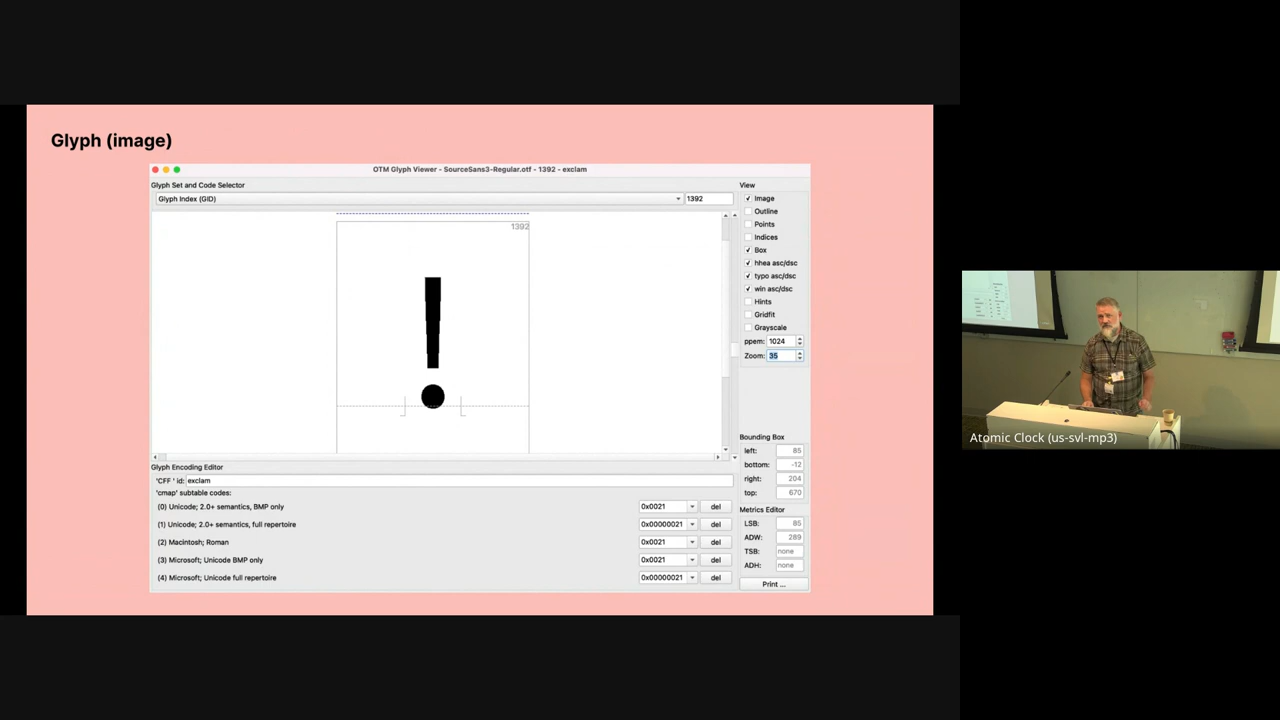 Glyph (image)
OTM Glyph Viewer - SourceSans3-Regular.otf - 1392 - exclam
Glyph Set and Code Selector
Glyph Index (GID)
1392
1392
!
Glyph Encoding Editor
'CFF ' id: exclam
'cmap' subtable codes:
(0) Unicode; 2.0+ semantics, BMP only 0x0021 del
(1) Unicode; 2.0+ semantics, full repertoire 0x00000021 del
(2) Macintosh; Roman 0x0021 del
(3) Microsoft; Unicode BMP only 0x0021 del
(4) Microsoft; Unicode full repertoire 0x00000021 del
View
Image
Outline
Points
Indices
Box
hhea asc/dsc
typo asc/dsc
win asc/dsc
Hints
Gridfit
Grayscale
ppem: 1024
Zoom: 35
Bounding Box
left: 85
bottom: -12
right: 204
top: 670
Metrics Editor
LSB: 85
ADW: 289
TSB: none
ADH: none
Print ...
Atomic Clock (us-svl-mp3)